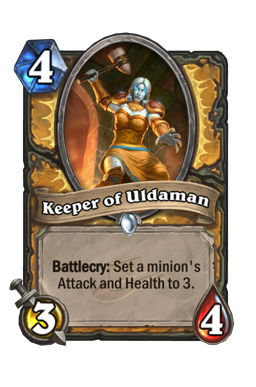 4
Keeper of Uldaman
Battlecry: Set a minion's
Attack and Health to 3.
3
4